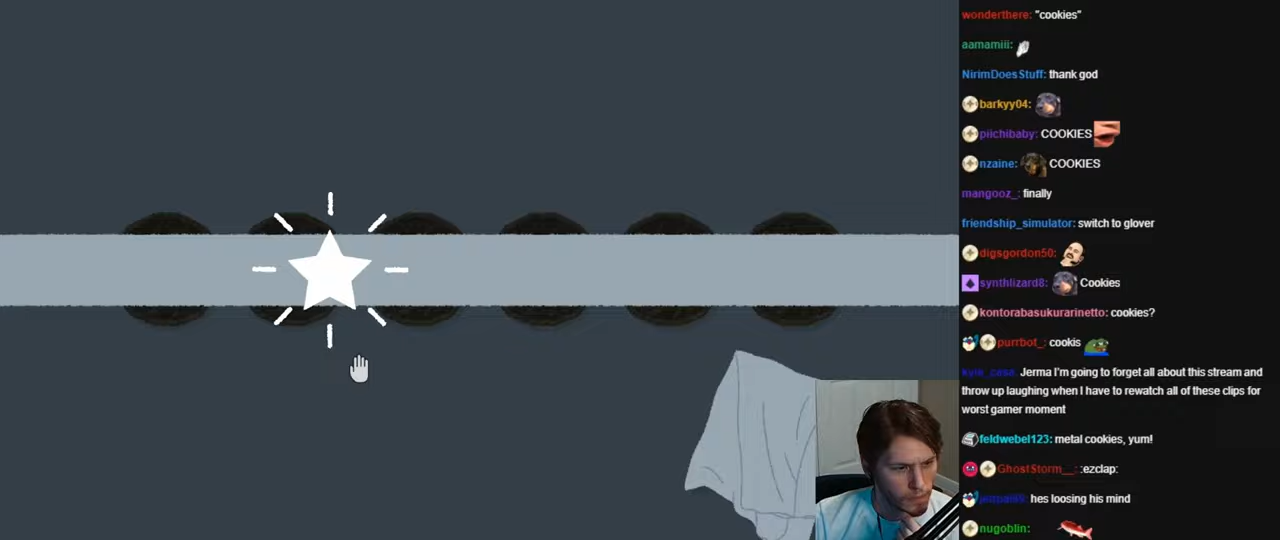 wonderthere: "cookies"
aamamiii:
NirimDoesStuff: thank god
barkyy04:
piichibaby: COOKIES
nzaine: COOKIES
mangooz_: finally
friendship_simulator: switch to glover
digsgordon50:
synthlizard8: Cookies
kontorabasukurarinetto: cookies?
purrbot_: cookis
kyle_case: Jerma I'm going to forget all about this stream and
throw up laughing when I have to rewatch all of these clips for
worst gamer moment
feldwebel123: metal cookies, yum!
GhostStorm__: :ezclap:
hes loosing his mind
nugoblin: